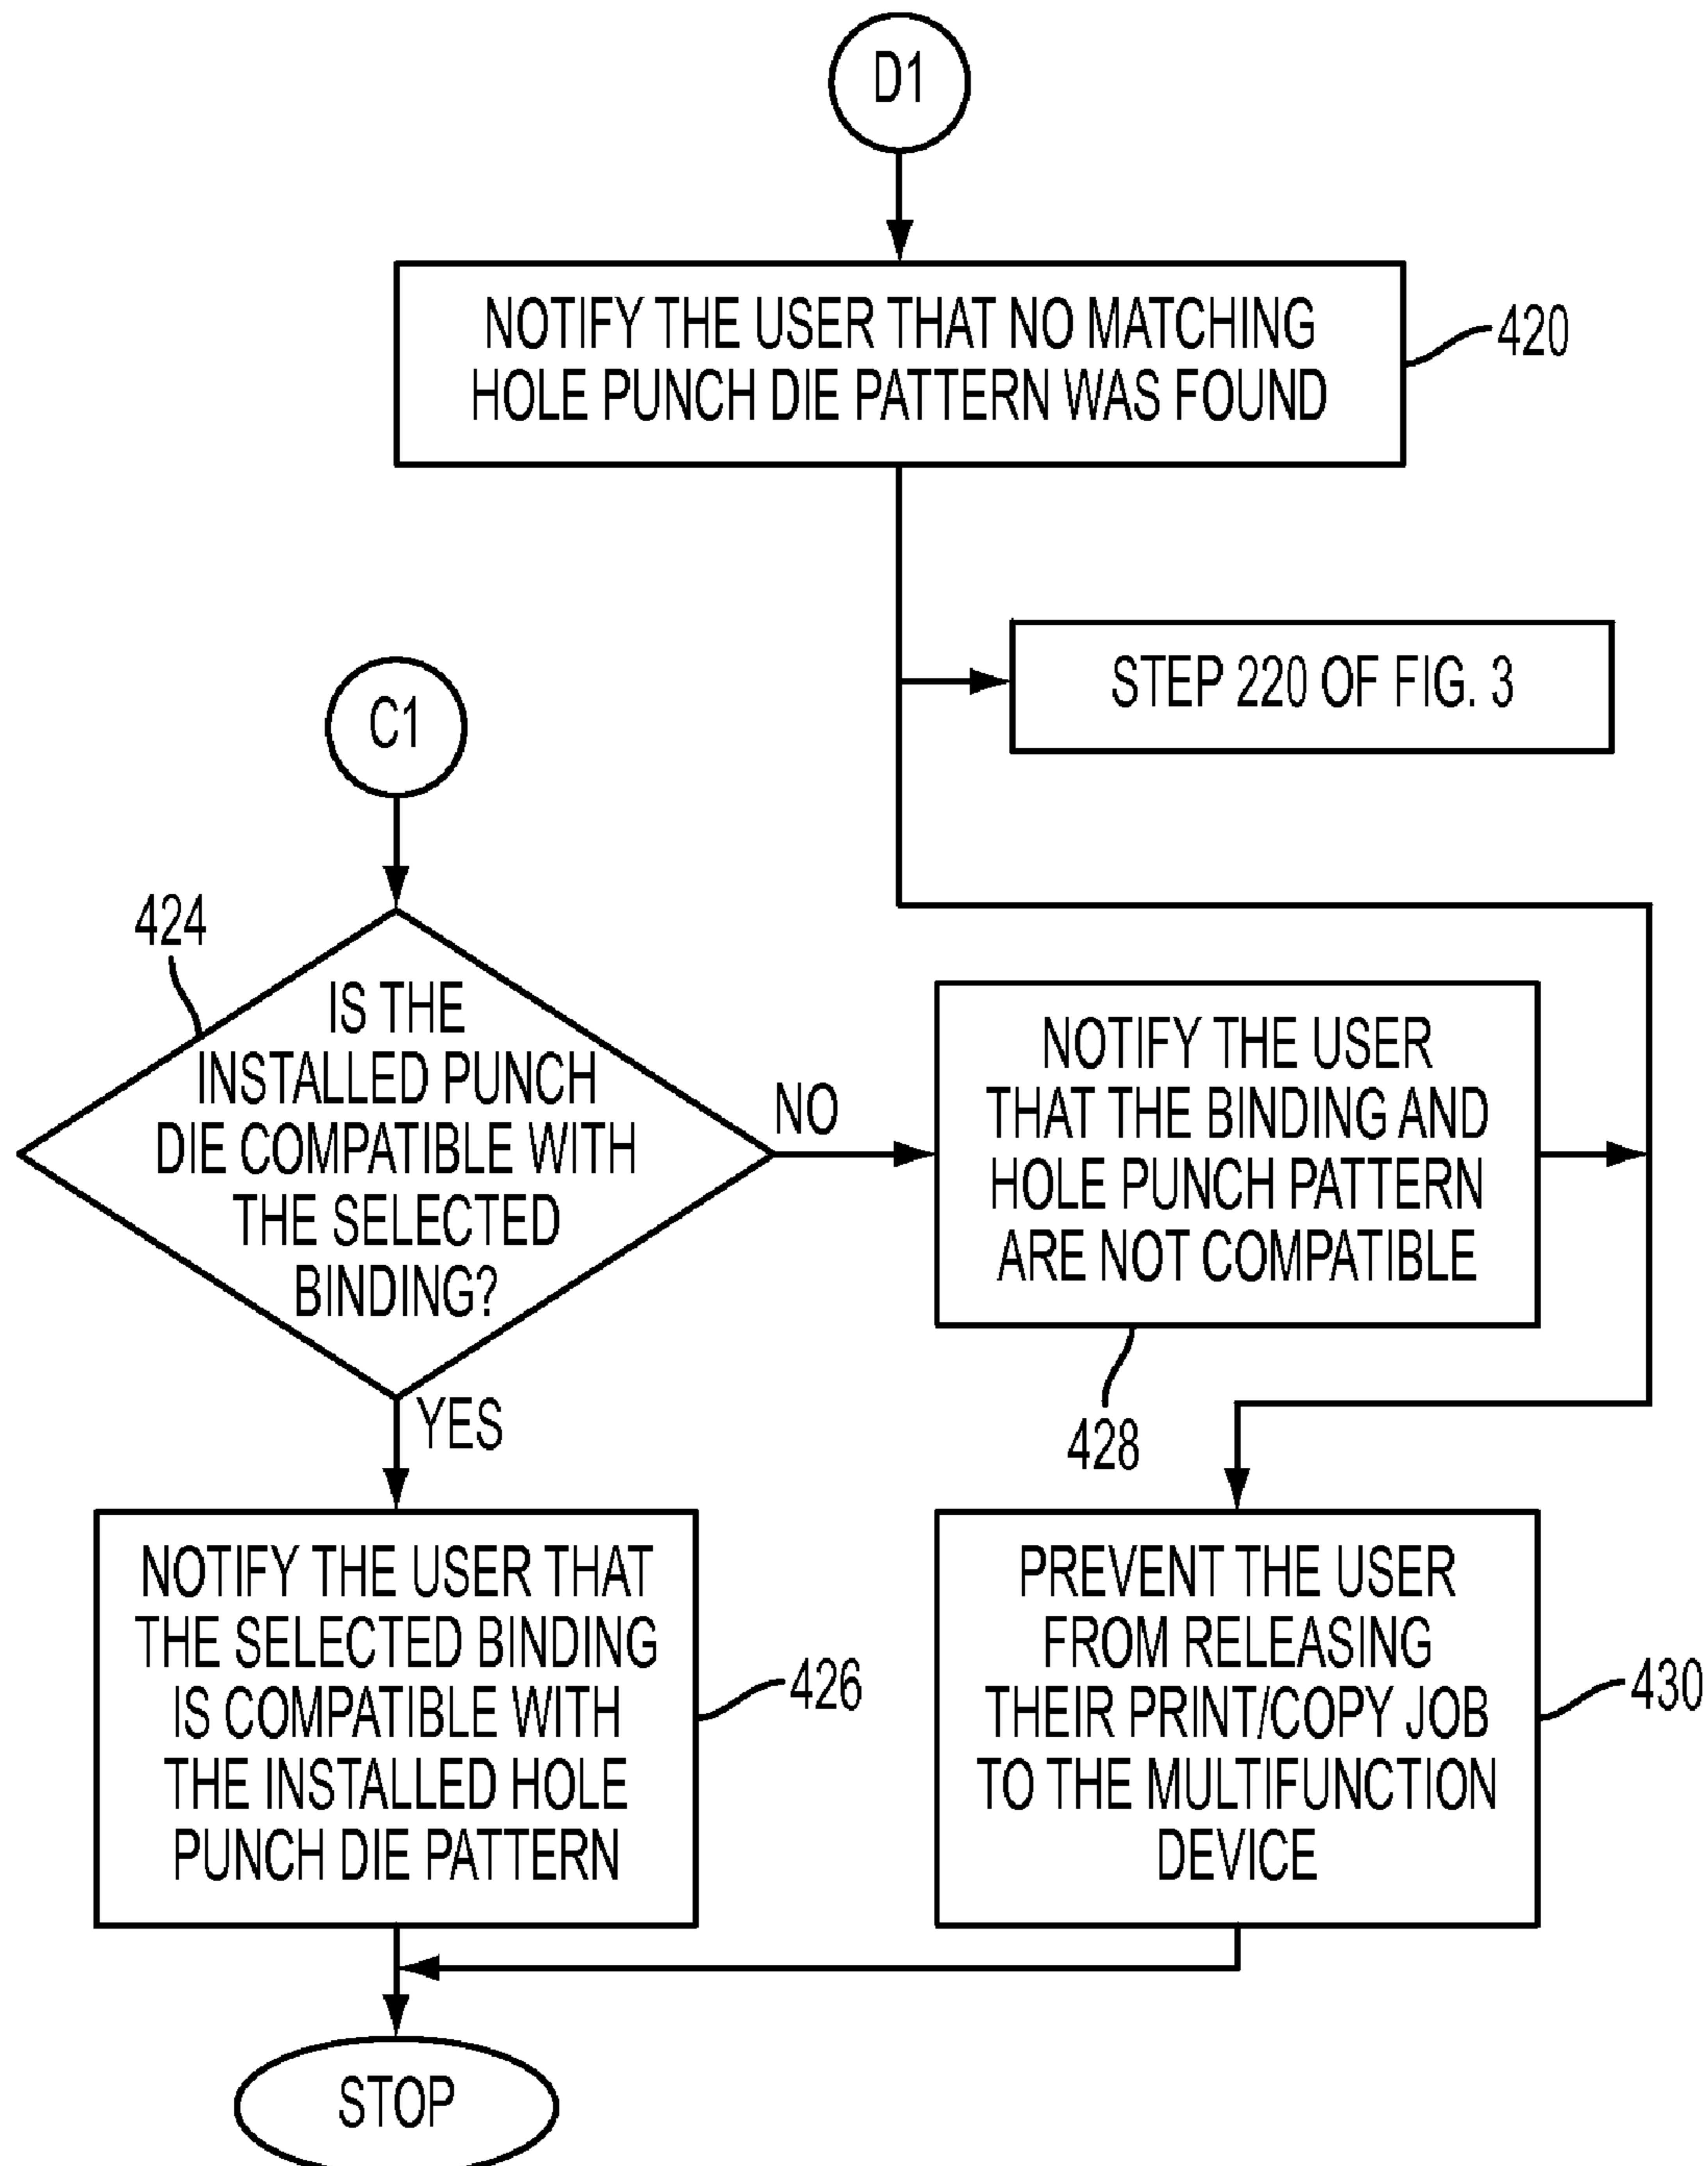 D1
NOTIFY THE USER THAT NO MATCHING
HOLE PUNCH DIE PATTERN WAS FOUND
420
STEP 220 OF FIG. 3
C1
424
IS THE
INSTALLED PUNCH
DIE COMPATIBLE WITH
THE SELECTED
BINDING?
NO
NOTIFY THE USER
THAT THE BINDING AND
HOLE PUNCH PATTERN
ARE NOT COMPATIBLE
428
YES
NOTIFY THE USER THAT
THE SELECTED BINDING
IS COMPATIBLE WITH
THE INSTALLED HOLE
PUNCH DIE PATTERN
426
PREVENT THE USER
FROM RELEASING
THEIR PRINT/COPY JOB
TO THE MULTIFUNCTION
DEVICE
430
STOP